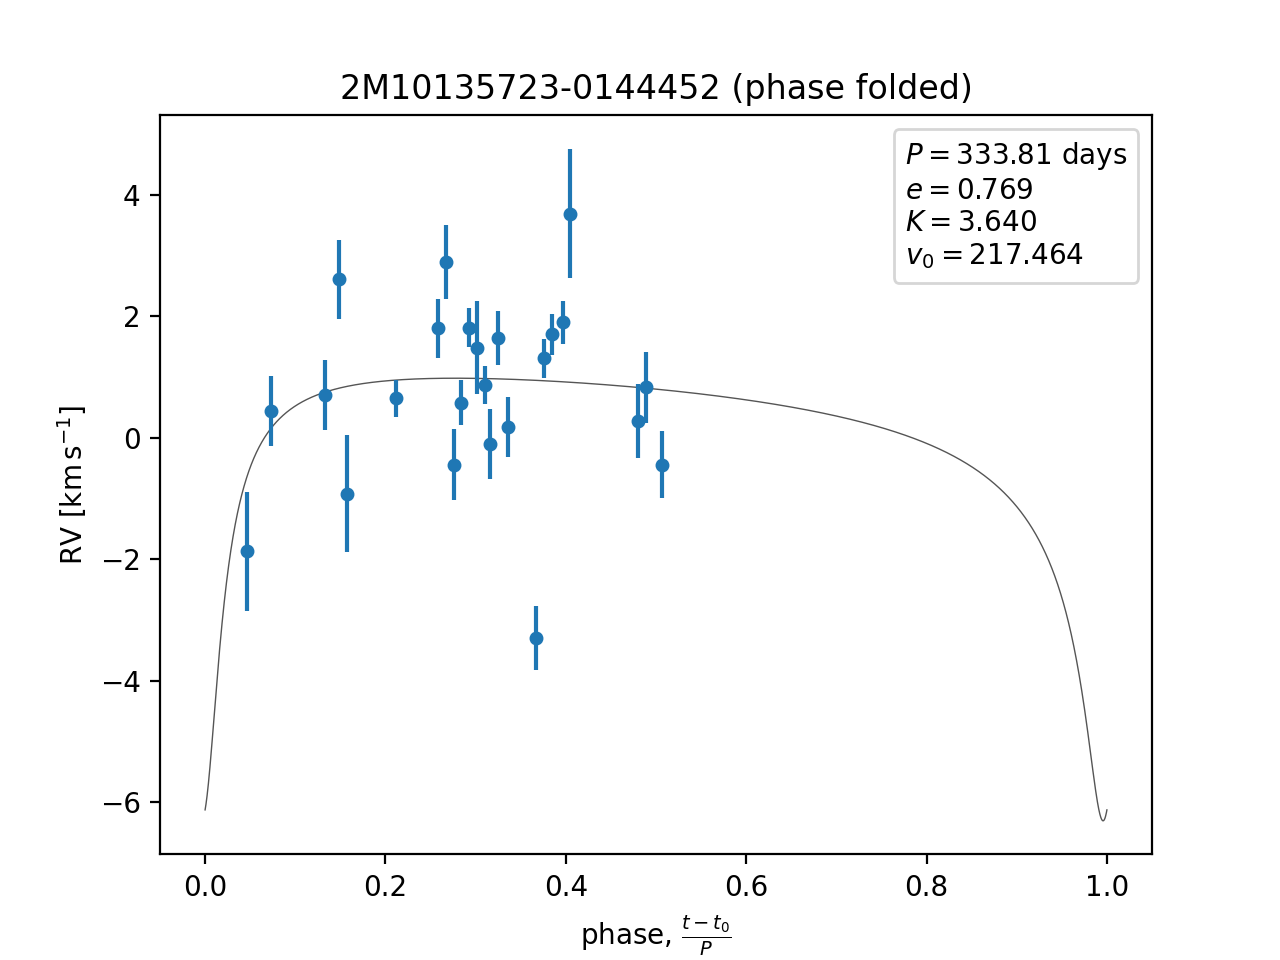 2M10135723-0144452 (phase folded)
P = 333.81 days
e = 0.769
K = 3.640
v₀ = 217.464
4
2
0
−2
−4
−6
RV [km s⁻¹]
0.0 0.2 0.4 0.6 0.8 1.0
phase, (t − t₀)/P